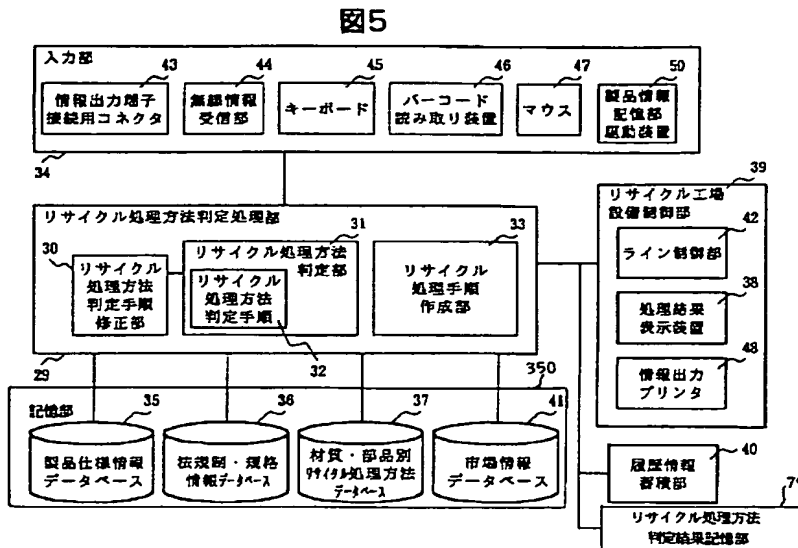 図5
入力部
43
44
45
46
47
50
情報出力端子
接続用コネクタ
無線情報
受信部
キーボード
バーコード
読み取り装置
マウス
製品情報
記憶部
駆動装置
34
39
リサイクル処理方法判定処理部
リサイクル工場
設備制御部
30
31
33
42
リサイクル
処理方法
判定手順
修正部
リサイクル処理方法
判定部
リサイクル
処理方法
判定手順
リサイクル
処理手順
作成部
ライン制御部
38
処理結果
表示装置
32
48
29
情報出力
プリンタ
350
記憶部
35
36
37
41
製品仕様情報
データベース
法規制・規格
情報データベース
材質・部品別
リサイクル処理方法
データベース
市場情報
データベース
40
履歴情報
蓄積部
リサイクル処理方法
判定結果記憶部